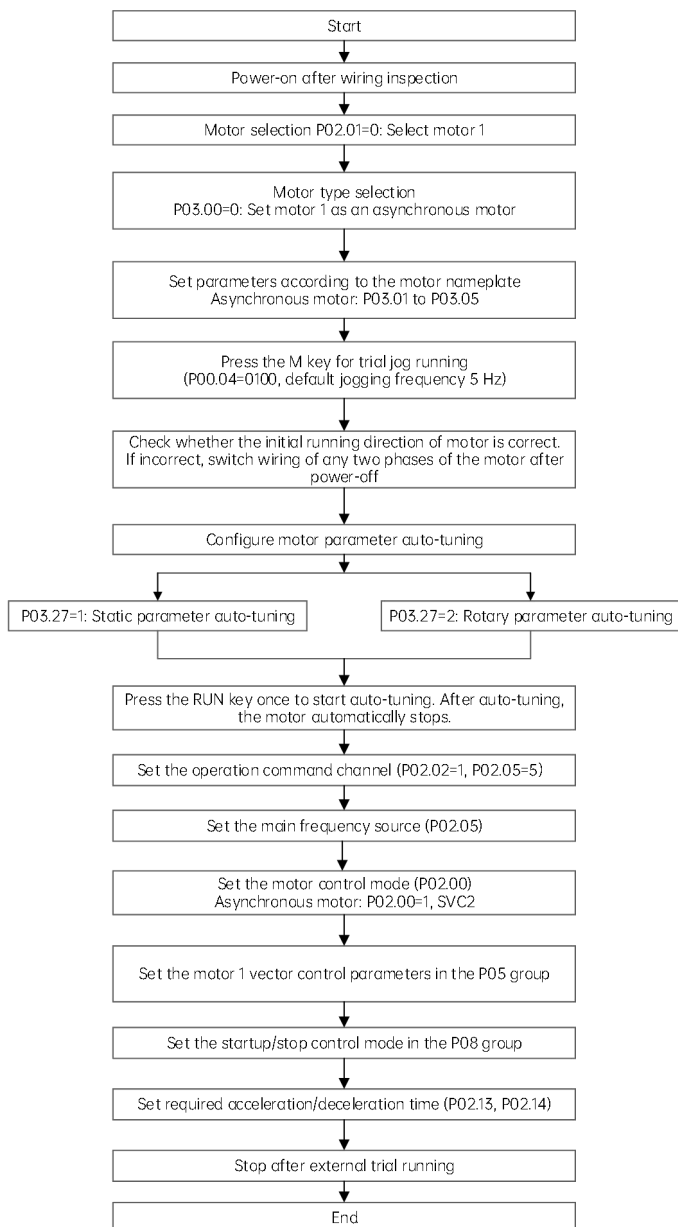 Start
Power-on after wiring inspection
Motor selection P02.01=0: Select motor 1
Motor type selection
P03.00=0: Set motor 1 as an asynchronous motor
Set parameters according to the motor nameplate
Asynchronous motor: P03.01 to P03.05
Press the M key for trial jog running
(P00.04=0100, default jogging frequency 5 Hz)
Check whether the initial running direction of motor is correct.
If incorrect, switch wiring of any two phases of the motor after
power-off
Configure motor parameter auto-tuning
P03.27=1: Static parameter auto-tuning
P03.27=2: Rotary parameter auto-tuning
Press the RUN key once to start auto-tuning. After auto-tuning,
the motor automatically stops.
Set the operation command channel (P02.02=1, P02.05=5)
Set the main frequency source (P02.05)
Set the motor control mode (P02.00)
Asynchronous motor: P02.00=1, SVC2
Set the motor 1 vector control parameters in the P05 group
Set the startup/stop control mode in the P08 group
Set required acceleration/deceleration time (P02.13, P02.14)
Stop after external trial running
End